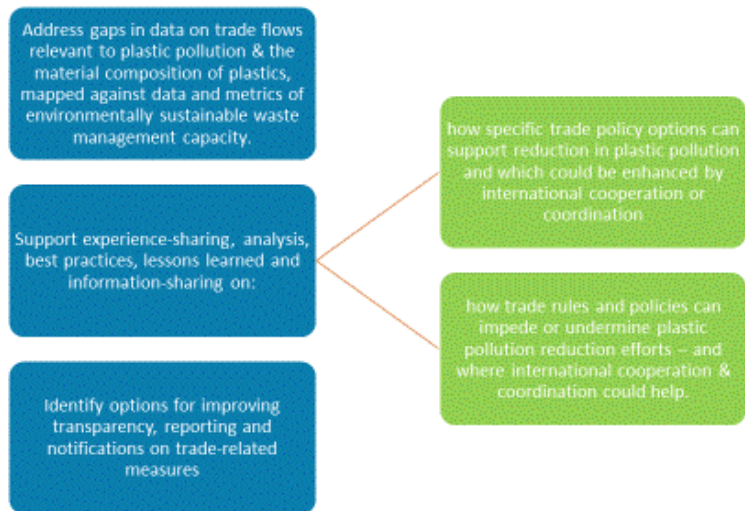 Address gaps in data on trade flows
relevant to plastic pollution & the
material composition of plastics,
mapped against data and metrics of
environmentally sustainable waste
management capacity.
Support experience-sharing, analysis,
best practices, lessons learned and
information-sharing on:
how specific trade policy options can
support reduction in plastic pollution
and which could be enhanced by
international cooperation or
coordination
how trade rules and policies can
impede or undermine plastic
pollution reduction efforts – and
where international cooperation &
coordination could help.
Identify options for improving
transparency, reporting and
notifications on trade-related
measures